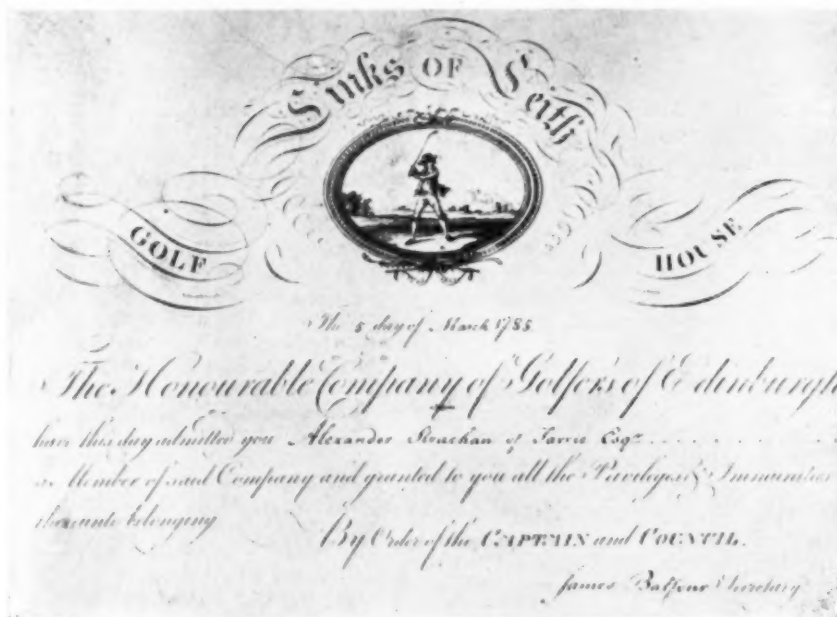 Links OF Leith
GOLF HOUSE
The 5 day of March 1785
The Honourable Company of Golfers of Edinburgh
have this day admitted you Alexander Strachan of Tarrie Esqr
a Member of said Company and granted to you all the Privileges & Immunities
thereunto belonging
By Order of the CAPTAIN and COUNCIL.
James Balfour Secretary